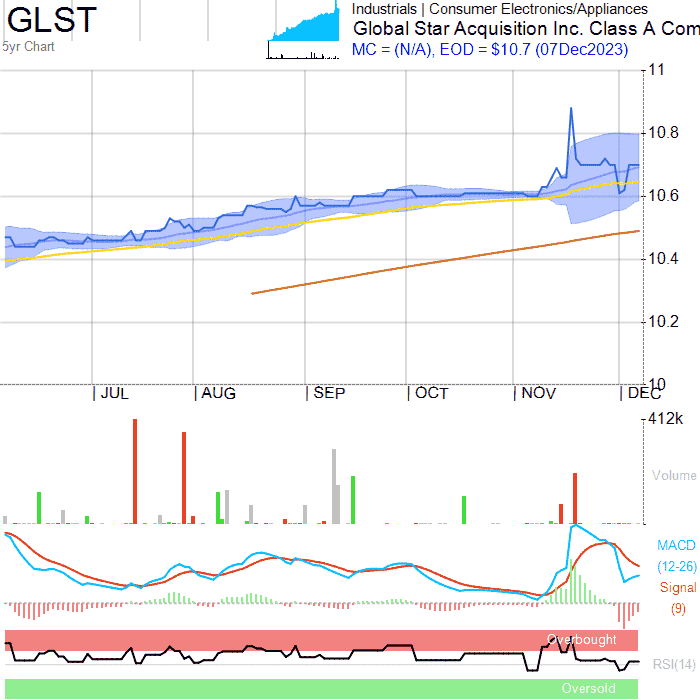 GLST
5yr Chart
Industrials | Consumer Electronics/Appliances
Global Star Acquisition Inc. Class A Com
MC = (N/A), EOD = $10.7 (07Dec2023)
11
10.8
10.6
10.4
10.2
10
JUL AUG SEP OCT NOV DEC
412k
Volume
MACD
(12-26)
Signal
(9)
Overbought
RSI(14)
Oversold